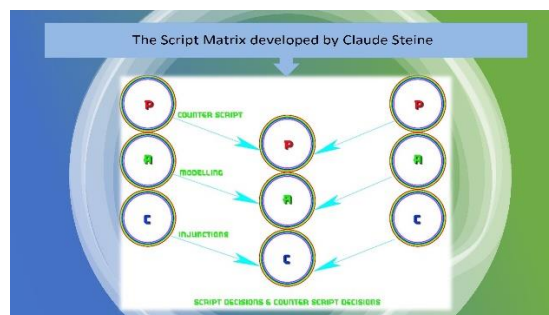 The Script Matrix developed by Claude Steine
P
P
COUNTER SCRIPT
P
A
A
MODELLING
A
C
C
INJUNCTIONS
C
SCRIPT DECISIONS & COUNTER SCRIPT DECISIONS